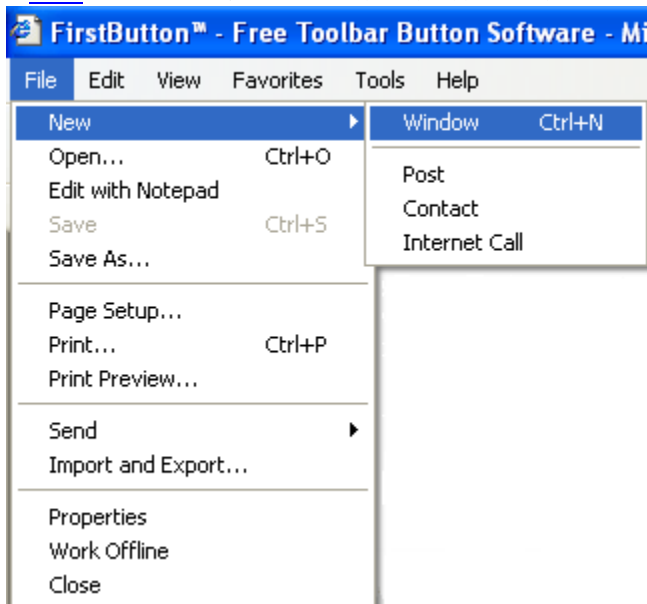 FirstButton™ - Free Toolbar Button Software - Mi
File Edit View Favorites Tools Help
New
Open... Ctrl+O
Edit with Notepad
Save Ctrl+S
Save As...
Page Setup...
Print... Ctrl+P
Print Preview...
Send
Import and Export...
Properties
Work Offline
Close
Window Ctrl+N
Post
Contact
Internet Call